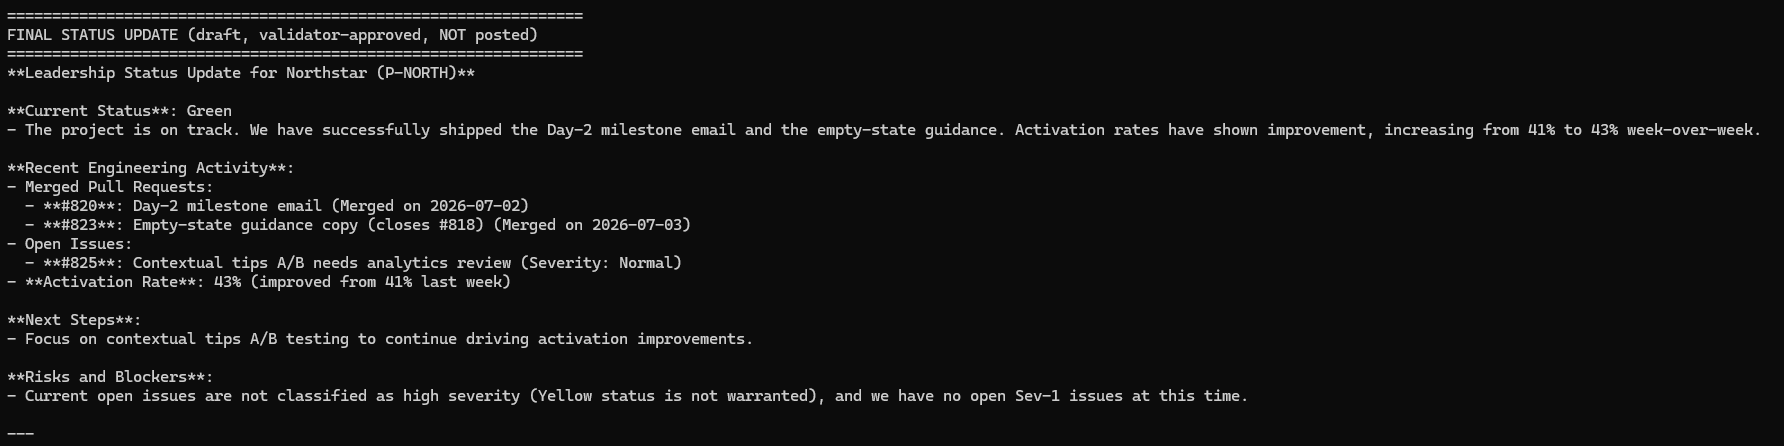 ================================================================
FINAL STATUS UPDATE (draft, validator-approved, NOT posted)
================================================================
**Leadership Status Update for Northstar (P-NORTH)**

**Current Status**: Green
- The project is on track. We have successfully shipped the Day-2 milestone email and the empty-state guidance. Activation rates have shown improvement, increasing from 41% to 43% week-over-week.

**Recent Engineering Activity**:
- Merged Pull Requests:
  - **#820**: Day-2 milestone email (Merged on 2026-07-02)
  - **#823**: Empty-state guidance copy (closes #818) (Merged on 2026-07-03)
- Open Issues:
  - **#825**: Contextual tips A/B needs analytics review (Severity: Normal)
- **Activation Rate**: 43% (improved from 41% last week)

**Next Steps**:
- Focus on contextual tips A/B testing to continue driving activation improvements.

**Risks and Blockers**:
- Current open issues are not classified as high severity (Yellow status is not warranted), and we have no open Sev-1 issues at this time.

---